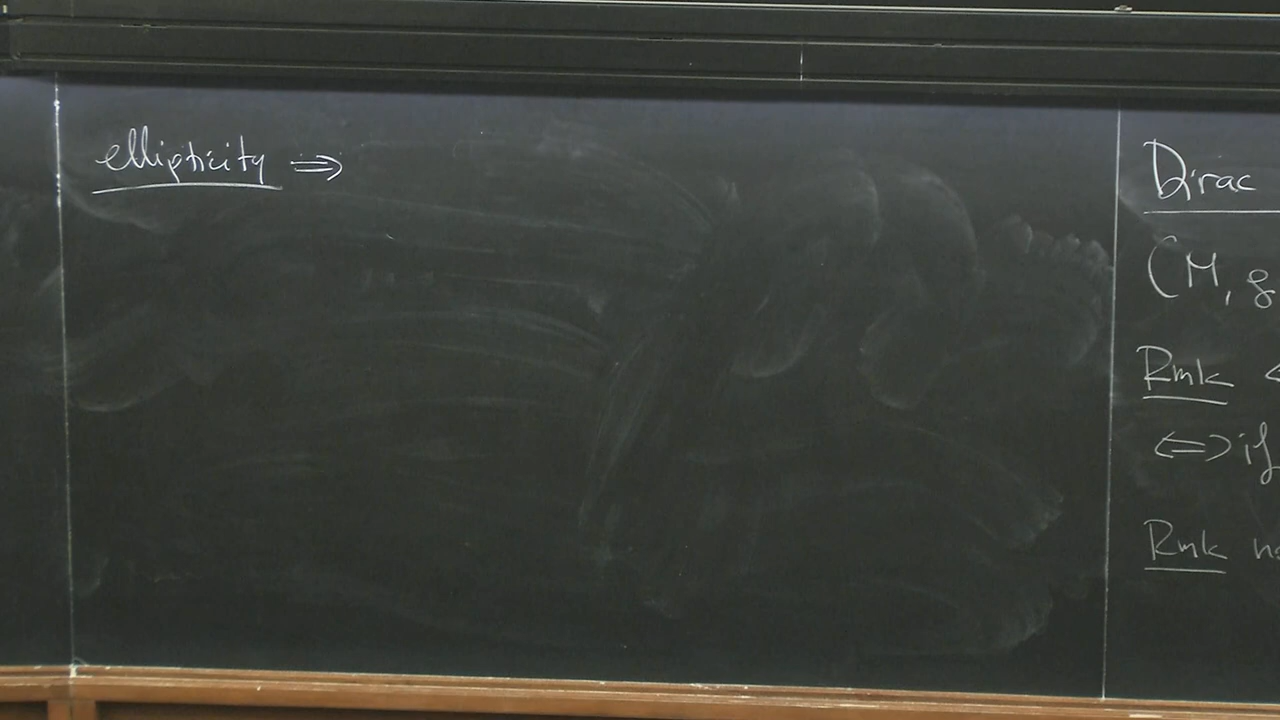 ellipticity ⇒
Dirac
(M, g
Rmk
⇔ if
Rmk